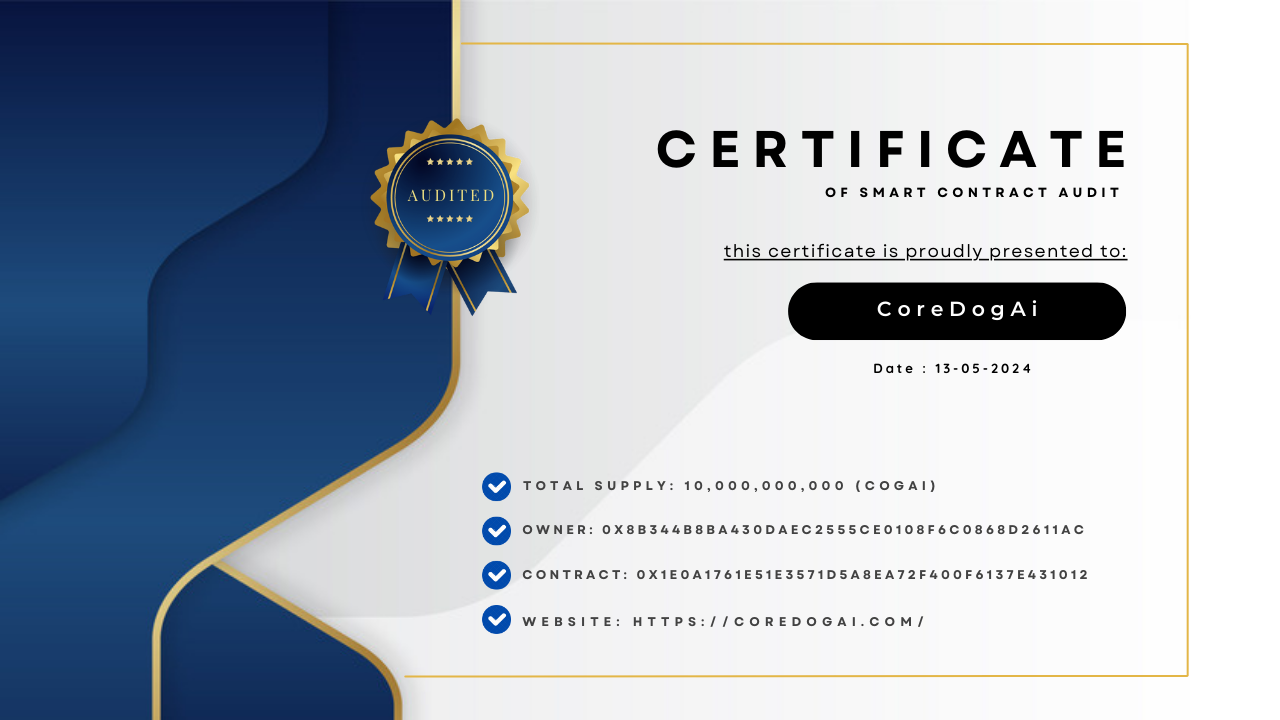 CERTIFICATE
OF SMART CONTRACT AUDIT
AUDITED
this certificate is proudly presented to:
CoreDogAi
Date : 13-05-2024
TOTAL SUPPLY: 10,000,000,000 (COGAI)
OWNER: 0X8B344B8BA430DAEC2555CE0108F6C0868D2611AC
CONTRACT: 0X1E0A1761E51E3571D5A8EA72F400F6137E431012
WEBSITE: HTTPS://COREDOGAI.COM/